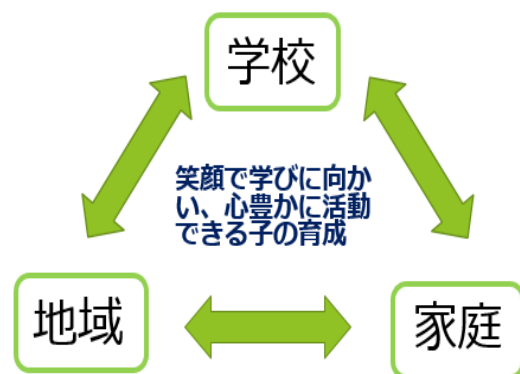 学校
笑顔で学びに向か
い、心豊かに活動
できる子の育成
地域
家庭